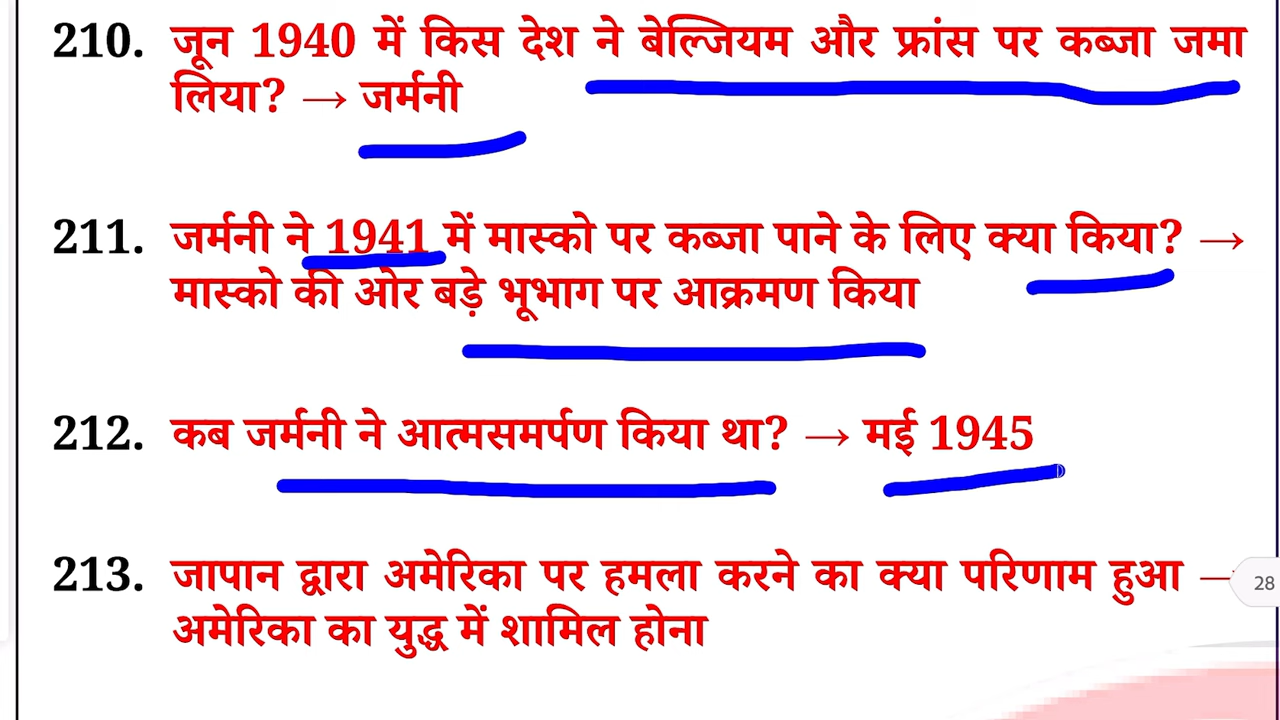 210. जून 1940 में किस देश ने बेल्जियम और फ्रांस पर कब्जा जमा
लिया? → जर्मनी
211. जर्मनी ने 1941 में मास्को पर कब्जा पाने के लिए क्या किया? →
मास्को की ओर बड़े भूभाग पर आक्रमण किया
212. कब जर्मनी ने आत्मसमर्पण किया था? → मई 1945
213. जापान द्वारा अमेरिका पर हमला करने का क्या परिणाम हुआ →
28
अमेरिका का युद्ध में शामिल होना